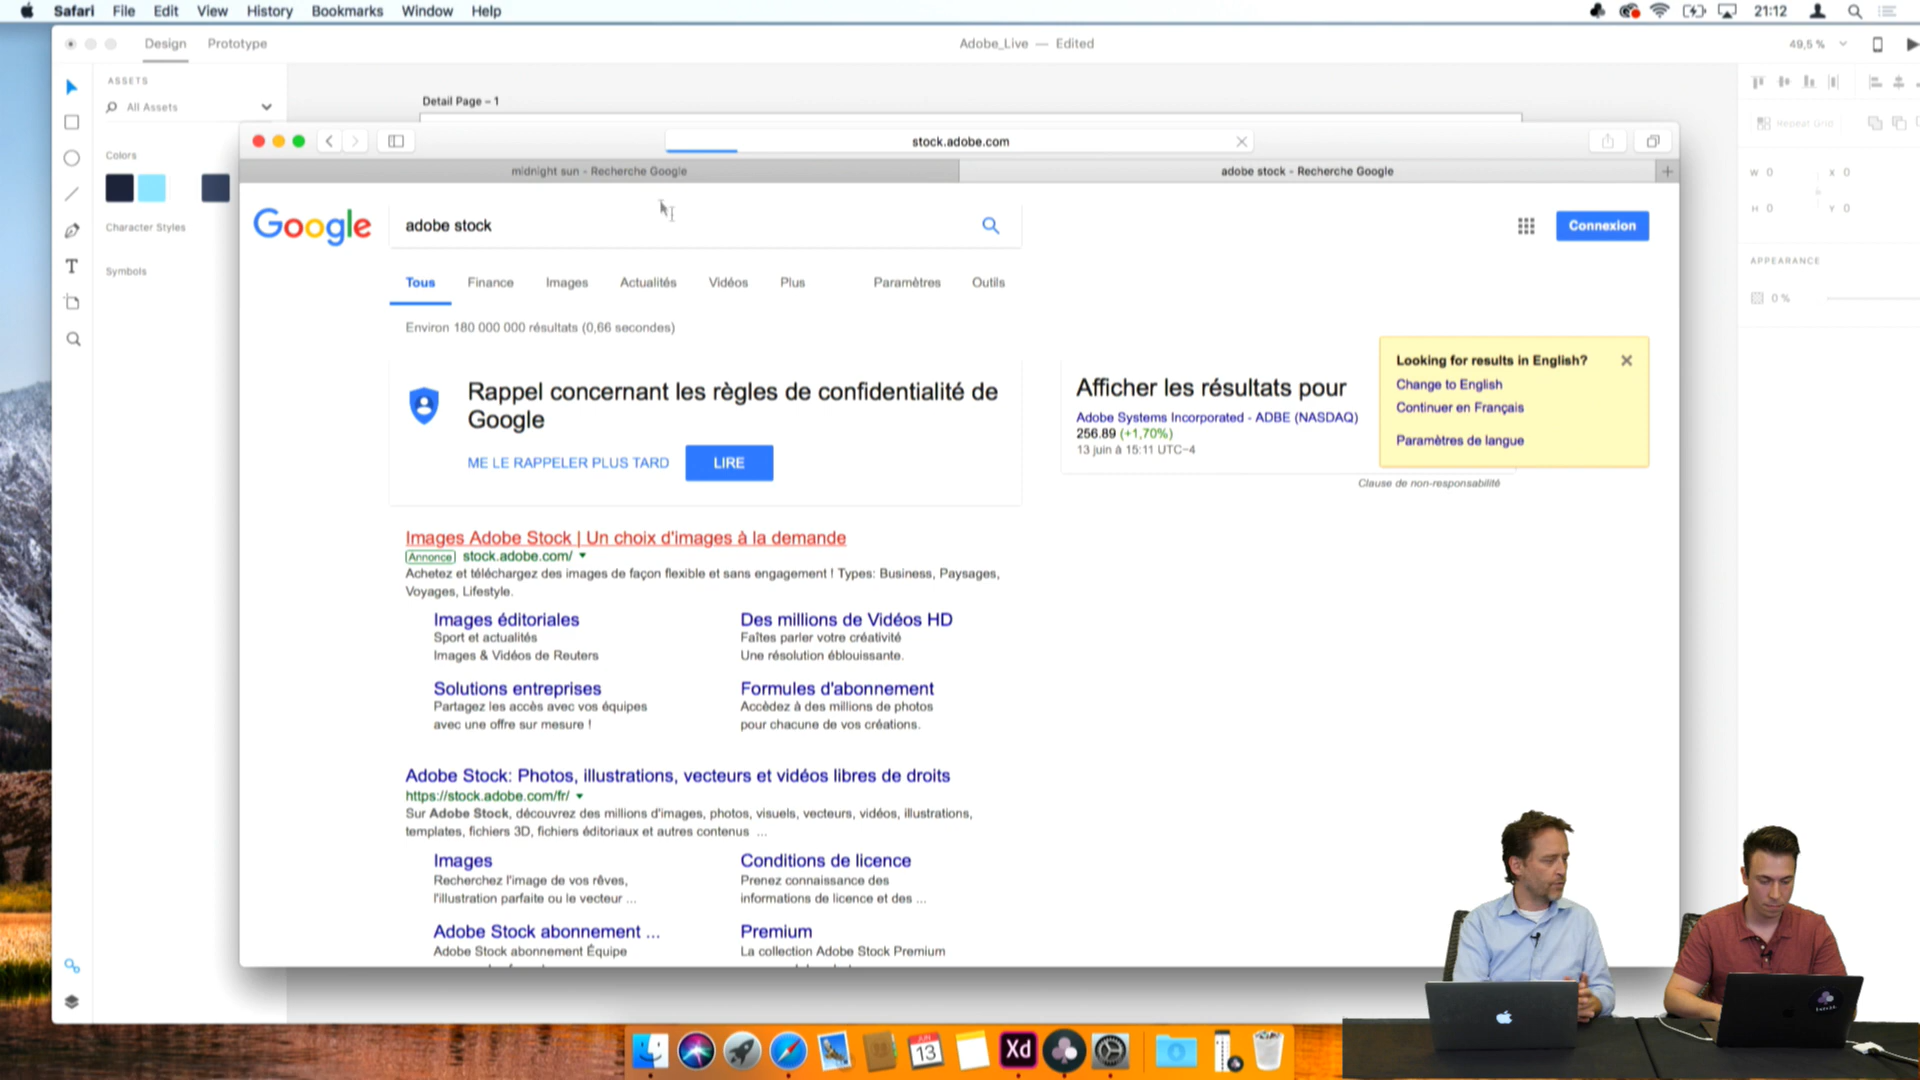 Safari File Edit View History Bookmarks Window Help
21:12
Design Prototype
Adobe_Live — Edited
49,5 %
ASSETS
All Assets
Detail Page – 1
Repeat Grid
stock.adobe.com
Colors
midnight sun - Recherche Google
adobe stock - Recherche Google
W 0 X 0
H 0 Y 0
Character Styles
Google
adobe stock
Connexion
Symbols
APPEARANCE
0 %
Tous Finance Images Actualités Vidéos Plus Paramètres Outils
Environ 180 000 000 résultats (0,66 secondes)
Rappel concernant les règles de confidentialité de
Google
ME LE RAPPELER PLUS TARD
LIRE
Afficher les résultats pour
Adobe Systems Incorporated - ADBE (NASDAQ)
256.89 (+1,70%)
13 juin à 15:11 UTC−4
Clause de non-responsabilité
Looking for results in English?
Change to English
Continuer en Français
Paramètres de langue
Images Adobe Stock | Un choix d'images à la demande
Annonce stock.adobe.com/
Achetez et téléchargez des images de façon flexible et sans engagement ! Types: Business, Paysages,
Voyages, Lifestyle.
Images éditoriales
Sport et actualités
Images & Vidéos de Reuters
Des millions de Vidéos HD
Faîtes parler votre créativité
Une résolution éblouissante.
Solutions entreprises
Partagez les accès avec vos équipes
avec une offre sur mesure !
Formules d'abonnement
Accèdez à des millions de photos
pour chacune de vos créations.
Adobe Stock: Photos, illustrations, vecteurs et vidéos libres de droits
https://stock.adobe.com/fr/
Sur Adobe Stock, découvrez des millions d'images, photos, visuels, vecteurs, vidéos, illustrations,
templates, fichiers 3D, fichiers éditoriaux et autres contenus ...
Images
Recherchez l'image de vos rêves,
l'illustration parfaite ou le vecteur ...
Conditions de licence
Prenez connaissance des
informations de licence et des ...
Adobe Stock abonnement ...
Adobe Stock abonnement Équipe
Premium
La collection Adobe Stock Premium
JUN
13
Xd